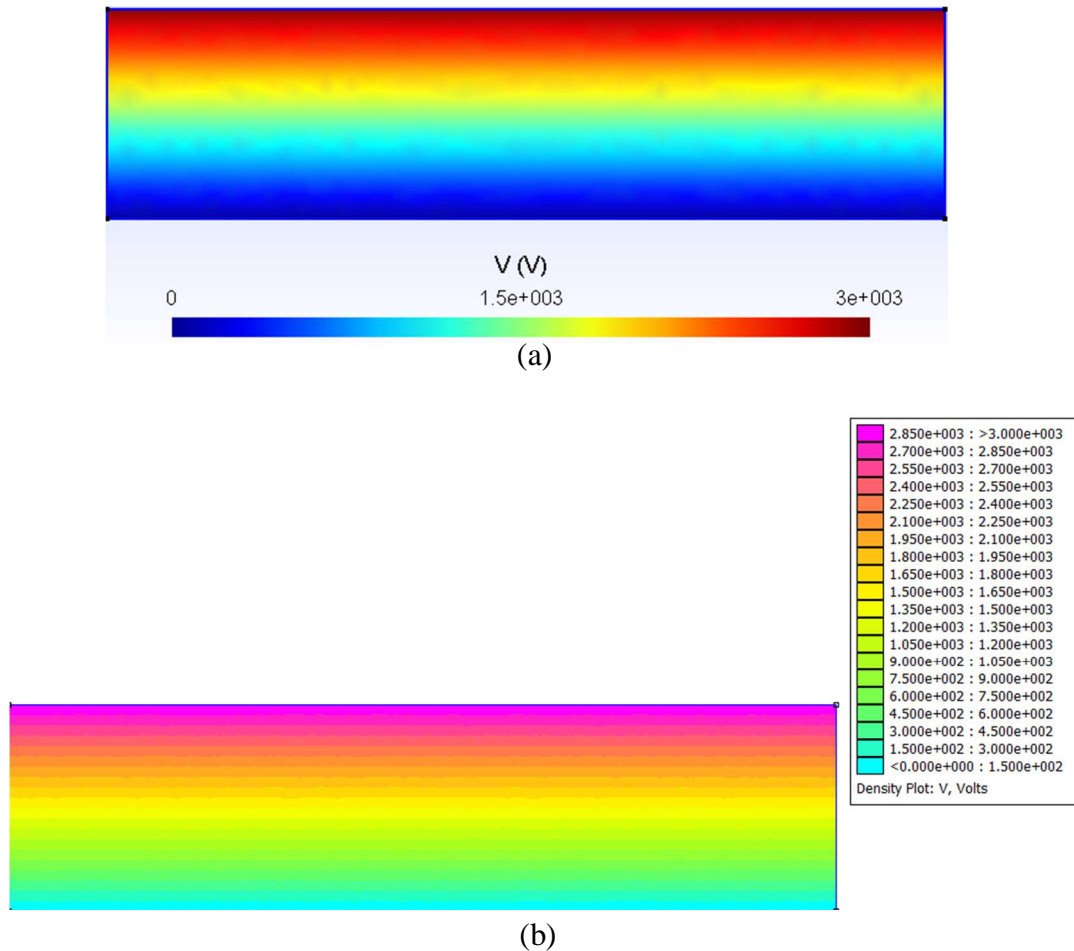 V (V)
0 1.5e+003 3e+003
(a)
2.850e+003 : >3.000e+003
2.700e+003 : 2.850e+003
2.550e+003 : 2.700e+003
2.400e+003 : 2.550e+003
2.250e+003 : 2.400e+003
2.100e+003 : 2.250e+003
1.950e+003 : 2.100e+003
1.800e+003 : 1.950e+003
1.650e+003 : 1.800e+003
1.500e+003 : 1.650e+003
1.350e+003 : 1.500e+003
1.200e+003 : 1.350e+003
1.050e+003 : 1.200e+003
9.000e+002 : 1.050e+003
7.500e+002 : 9.000e+002
6.000e+002 : 7.500e+002
4.500e+002 : 6.000e+002
3.000e+002 : 4.500e+002
1.500e+002 : 3.000e+002
<0.000e+000 : 1.500e+002
Density Plot: V, Volts
(b)